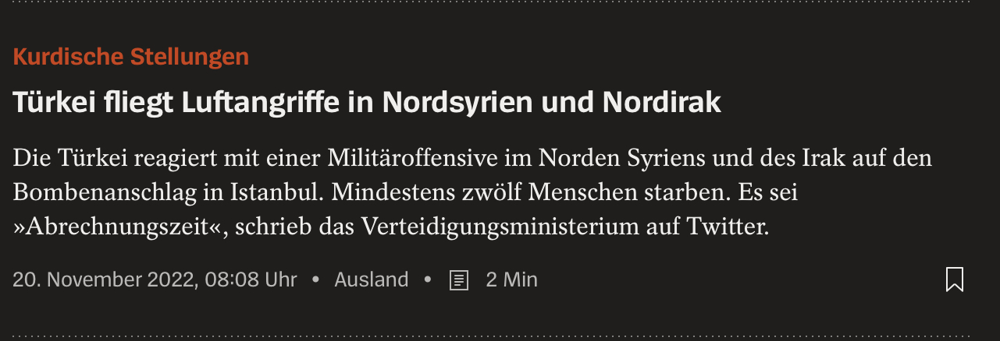 Kurdische Stellungen
Türkei fliegt Luftangriffe in Nordsyrien und Nordirak
Die Türkei reagiert mit einer Militäroffensive im Norden Syriens und des Irak auf den
Bombenanschlag in Istanbul. Mindestens zwölf Menschen starben. Es sei
»Abrechnungszeit«, schrieb das Verteidigungsministerium auf Twitter.
20. November 2022, 08:08 Uhr • Ausland • 2 Min